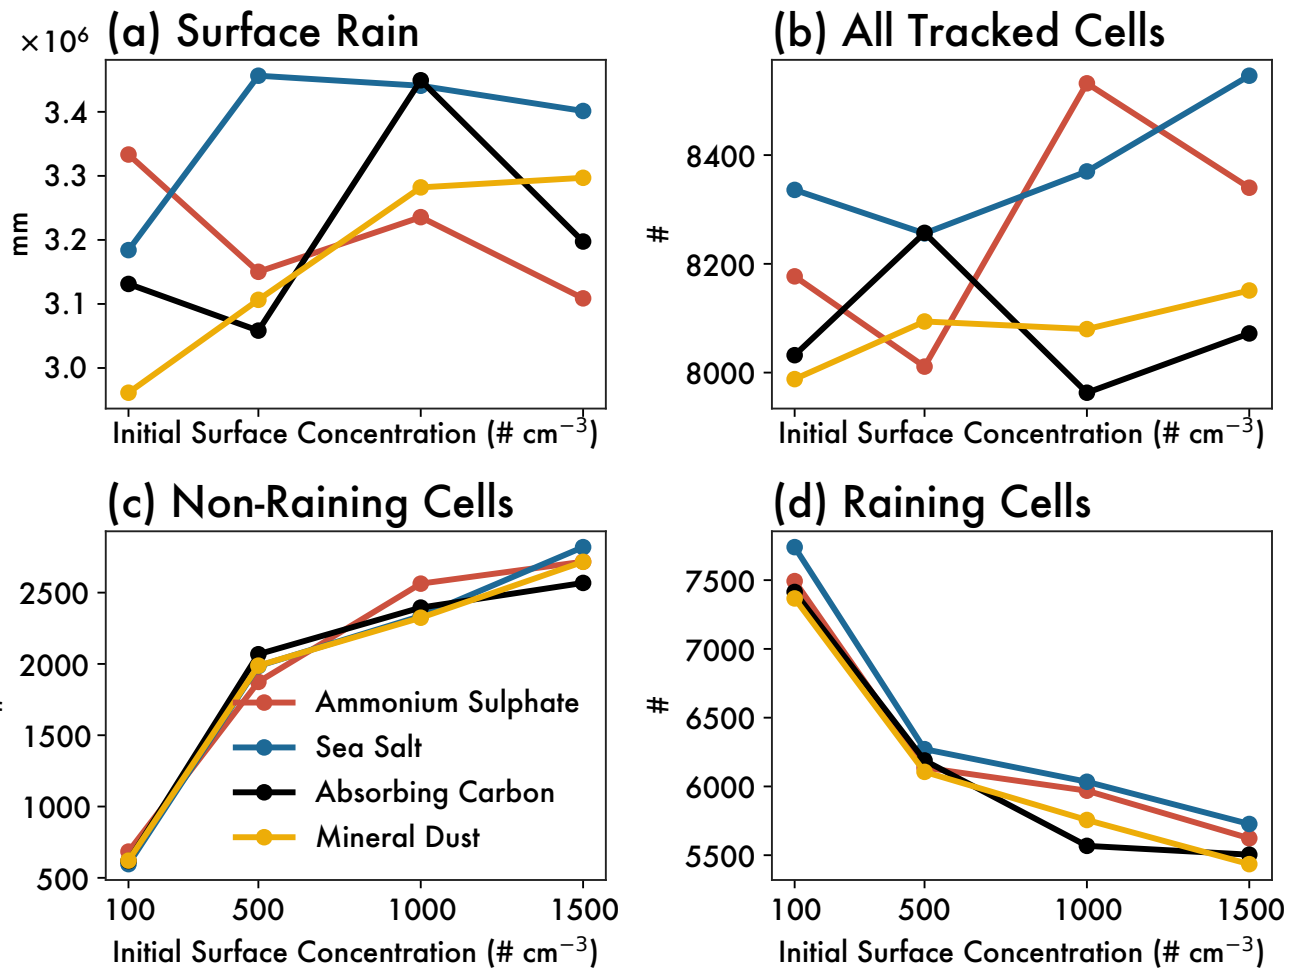 (a) Surface Rain
×10⁶
3.4
3.3
3.2
3.1
3.0
mm
Initial Surface Concentration (# cm⁻³)
(b) All Tracked Cells
8400
8200
8000
#
Initial Surface Concentration (# cm⁻³)
(c) Non-Raining Cells
2500
2000
1500
1000
500
Ammonium Sulphate
Sea Salt
Absorbing Carbon
Mineral Dust
100 500 1000 1500
Initial Surface Concentration (# cm⁻³)
(d) Raining Cells
7500
7000
6500
6000
5500
#
100 500 1000 1500
Initial Surface Concentration (# cm⁻³)